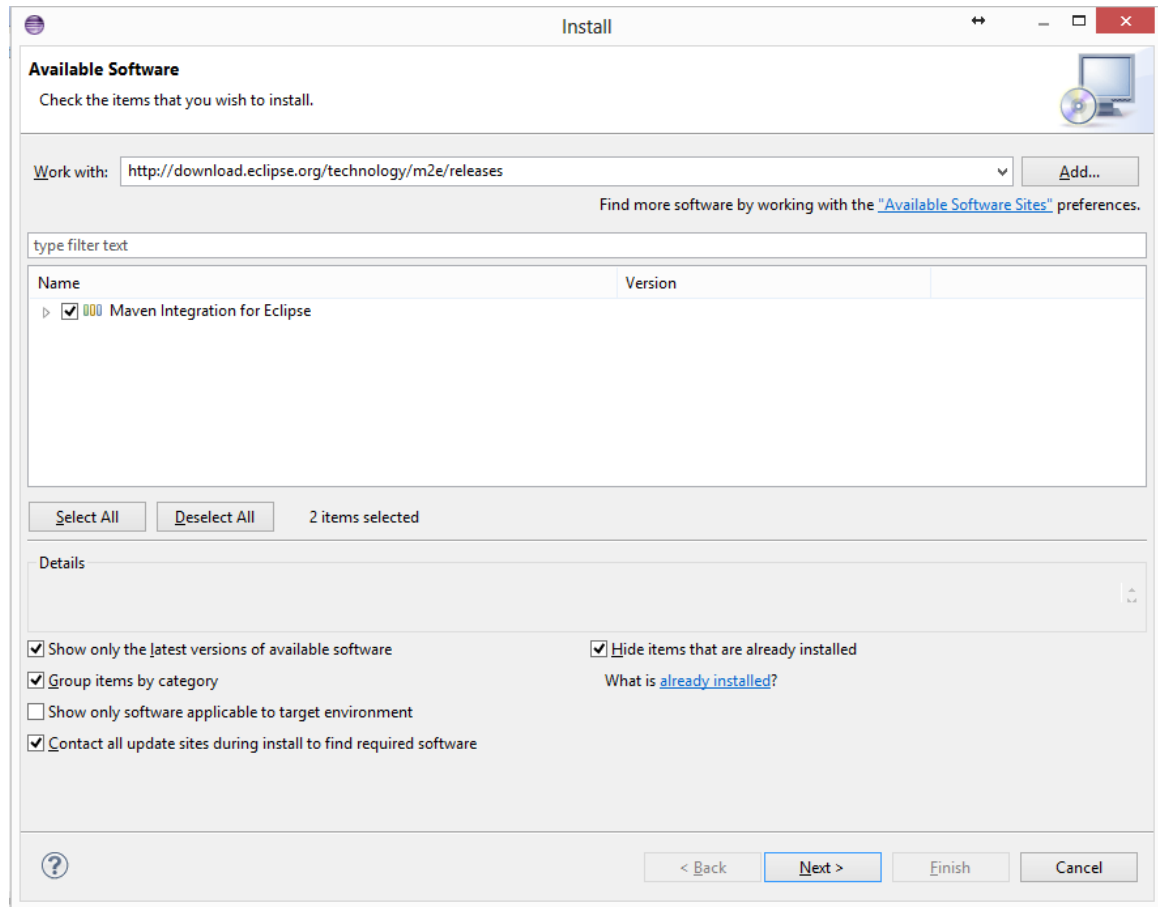 Install
Available Software
Check the items that you wish to install.
Work with: http://download.eclipse.org/technology/m2e/releases Add...
Find more software by working with the "Available Software Sites" preferences.
type filter text
Name Version
Maven Integration for Eclipse
Select All Deselect All 2 items selected
Details
Show only the latest versions of available software Hide items that are already installed
Group items by category What is already installed?
Show only software applicable to target environment
Contact all update sites during install to find required software
? < Back Next > Finish Cancel